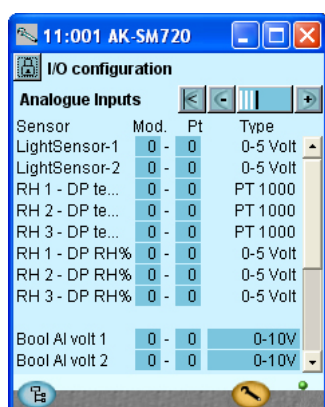 11:001 AK-SM720
I/O configuration
Analogue Inputs
Sensor Mod. Pt Type
LightSensor-1 0 - 0 0-5 Volt
LightSensor-2 0 - 0 0-5 Volt
RH 1 - DP te... 0 - 0 PT 1000
RH 2 - DP te... 0 - 0 PT 1000
RH 3 - DP te... 0 - 0 PT 1000
RH 1 - DP RH% 0 - 0 0-5 Volt
RH 2 - DP RH% 0 - 0 0-5 Volt
RH 3 - DP RH% 0 - 0 0-5 Volt
Bool AI volt 1 0 - 0 0-10V
Bool AI volt 2 0 - 0 0-10V